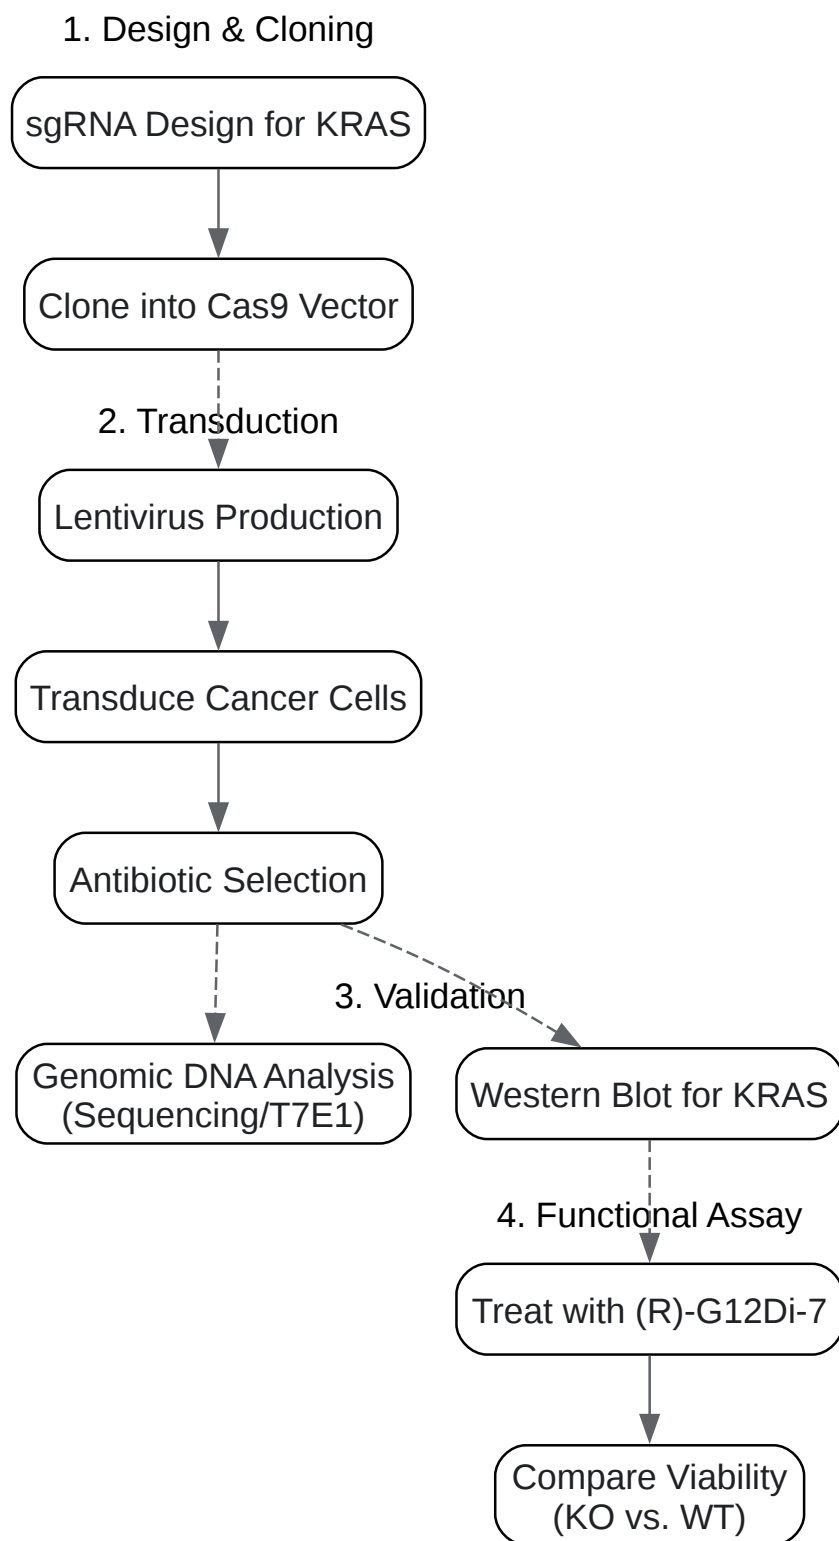 1. Design & Cloning
sgRNA Design for KRAS
Clone into Cas9 Vector
2. Transduction
Lentivirus Production
Transduce Cancer Cells
Antibiotic Selection
3. Validation
Genomic DNA Analysis
(Sequencing/T7E1)
Western Blot for KRAS
4. Functional Assay
Treat with (R)-G12Di-7
Compare Viability
(KO vs. WT)